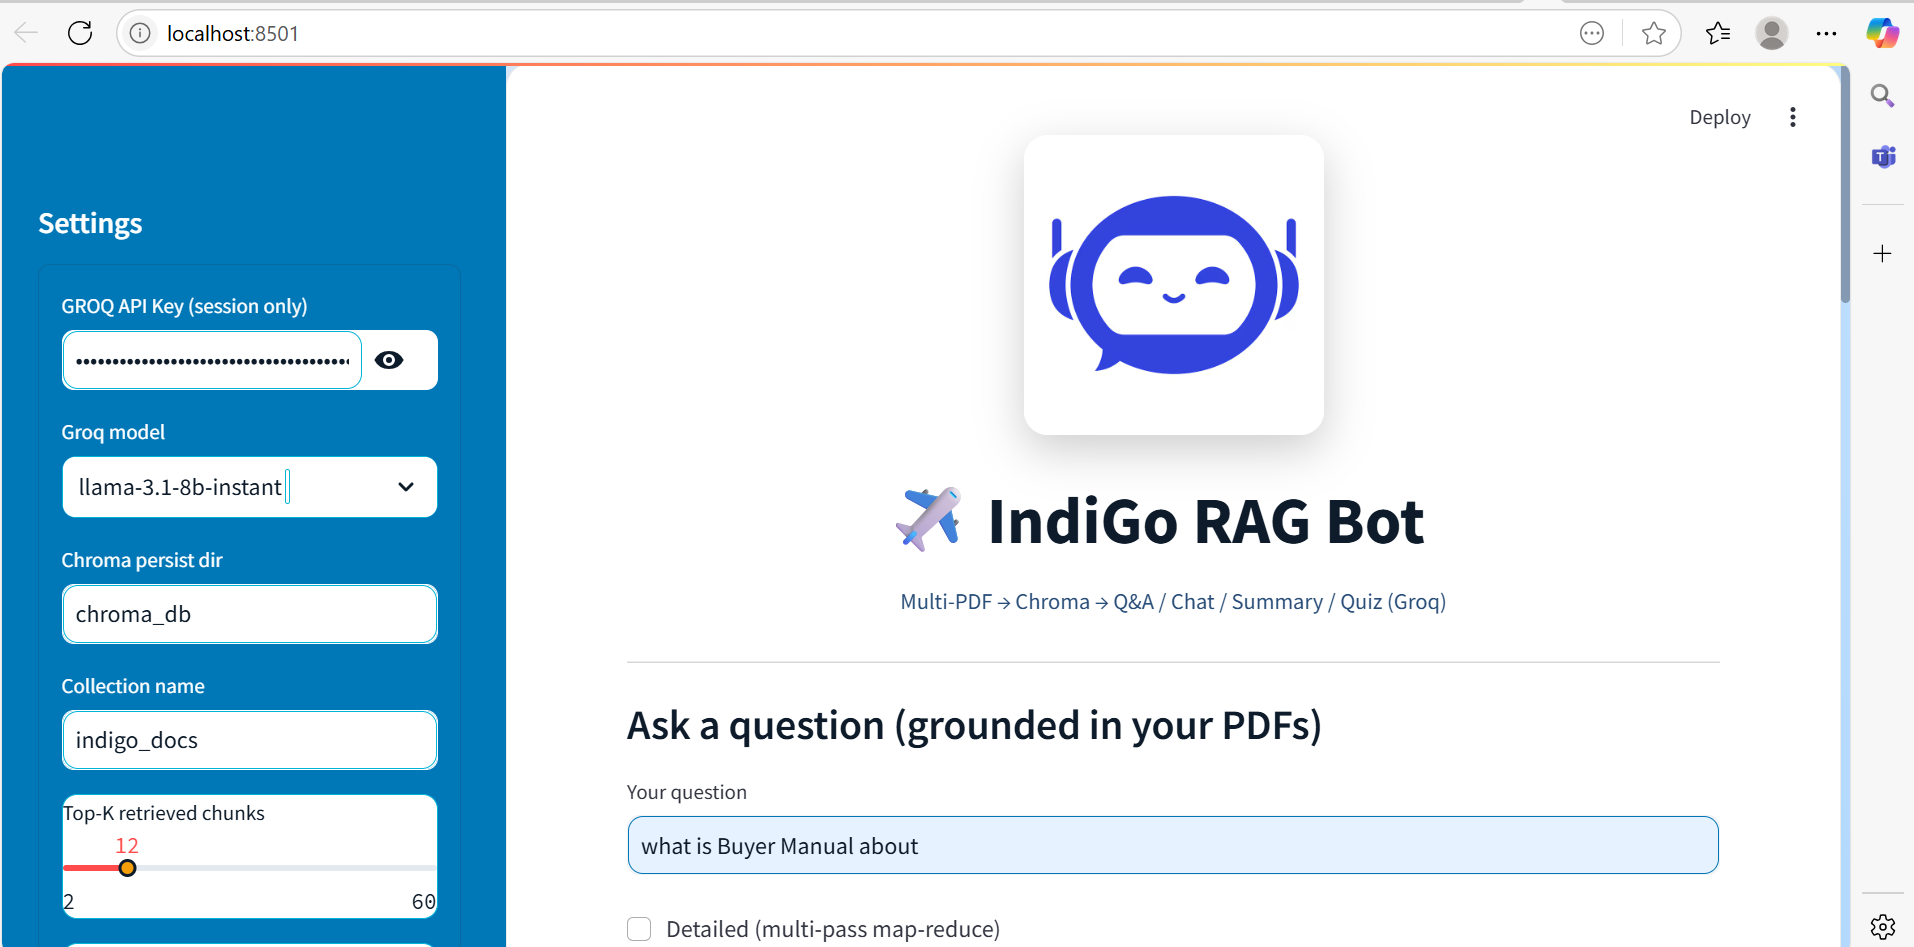 localhost:8501
Deploy
Settings
GROQ API Key (session only)
••••••••••••••••••••••••••••••••••••••
Groq model
llama-3.1-8b-instant
Chroma persist dir
chroma_db
Collection name
indigo_docs
Top-K retrieved chunks
12
2 60
✈️ IndiGo RAG Bot
Multi-PDF → Chroma → Q&A / Chat / Summary / Quiz (Groq)
Ask a question (grounded in your PDFs)
Your question
what is Buyer Manual about
Detailed (multi-pass map-reduce)